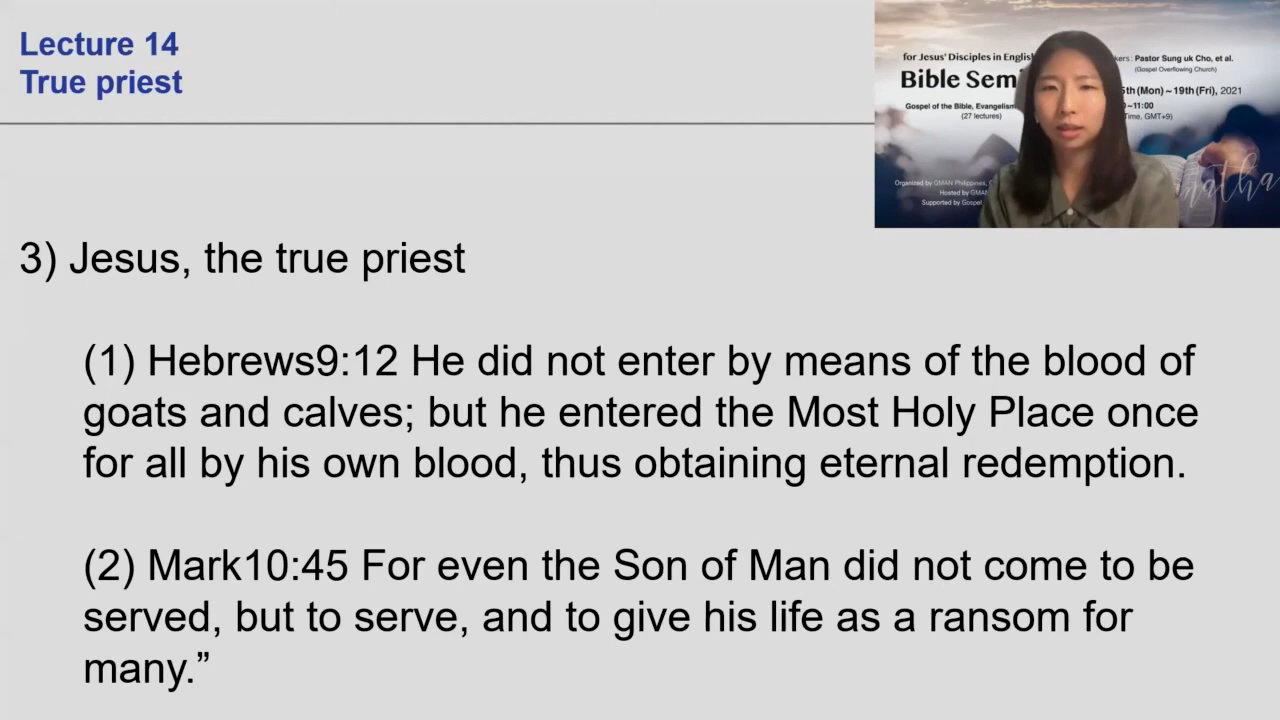 Lecture 14
True priest
for Jesus' Disciples in English
Bible Semi
Gospel of the Bible, Evangelism
(27 lectures)
Organized by GMAN Philippines,
Hosted by GMAN
Supported by Gospel
kers : Pastor Sung uk Cho, et al.
(Gospel Overflowing Church)
5th (Mon) ~ 19th (Fri), 2021
~11:00
Time, GMT+9)
natha
3) Jesus, the true priest
(1) Hebrews9:12 He did not enter by means of the blood of
goats and calves; but he entered the Most Holy Place once
for all by his own blood, thus obtaining eternal redemption.
(2) Mark10:45 For even the Son of Man did not come to be
served, but to serve, and to give his life as a ransom for
many.”